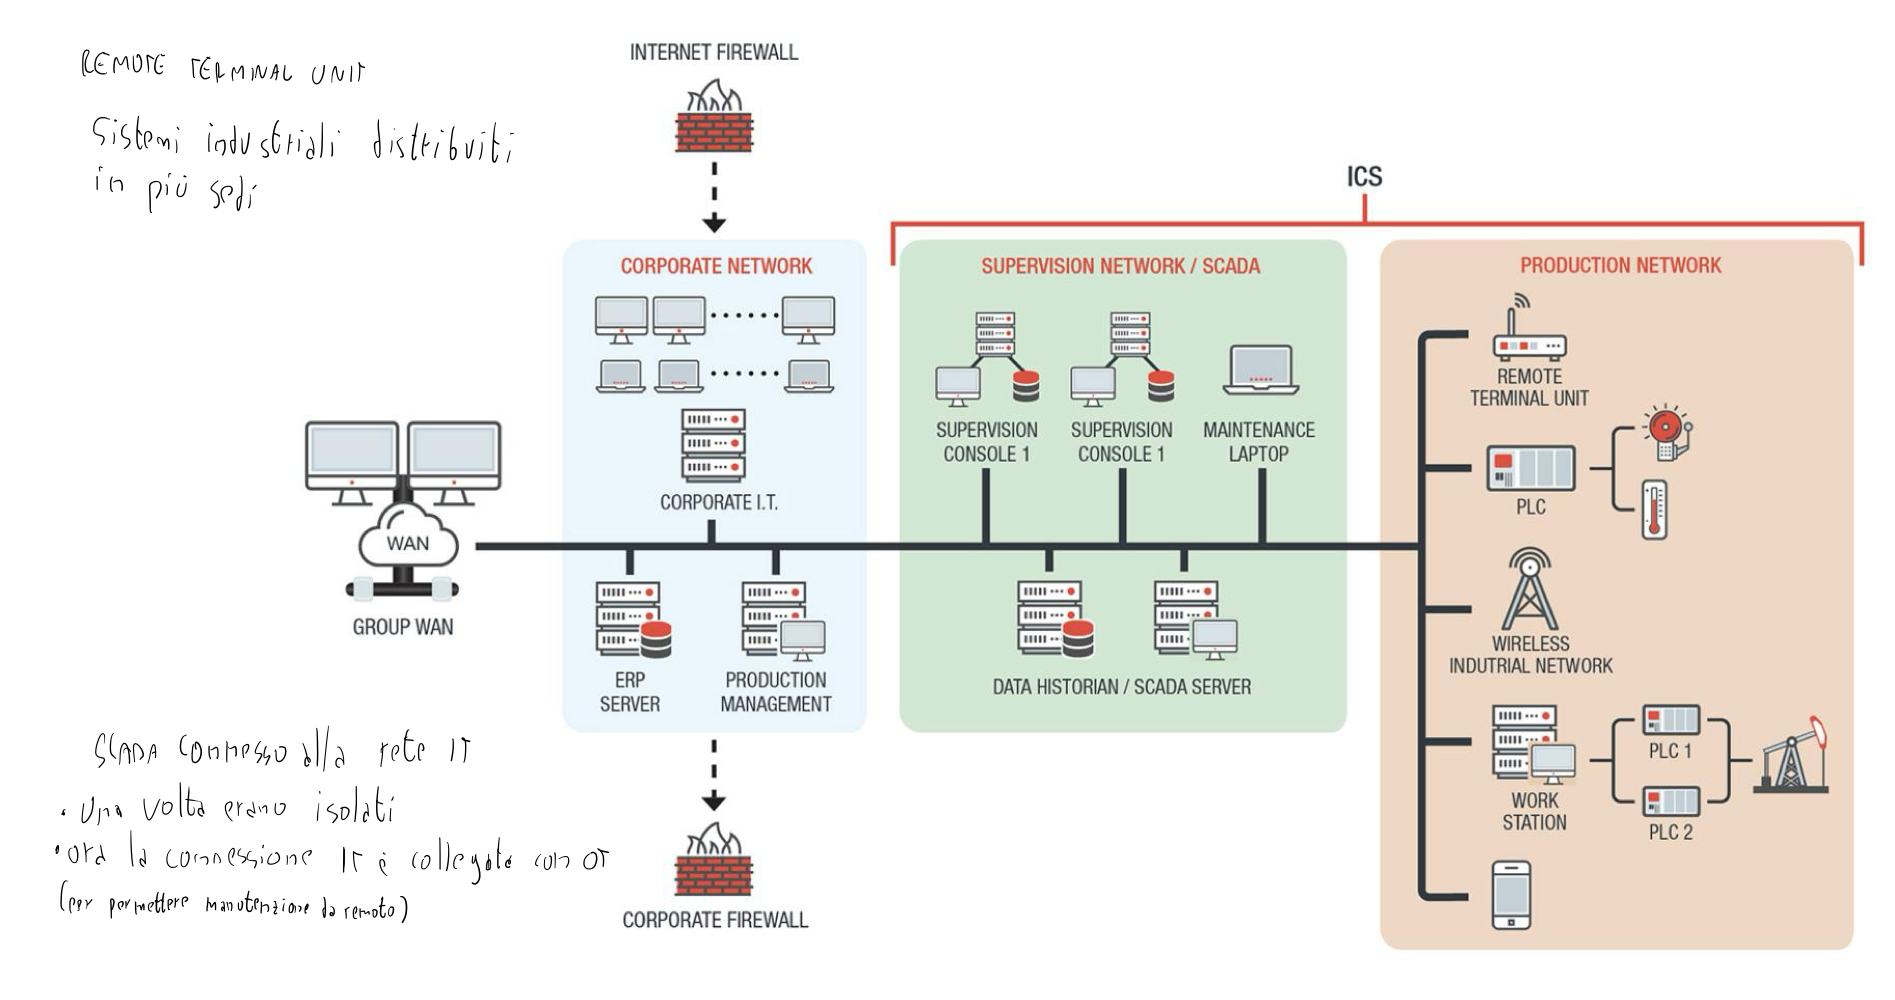 REMOTE TERMINAL UNIT
Sistemi industriali distribuiti
in più sedi
INTERNET FIREWALL
ICS
CORPORATE NETWORK
CORPORATE I.T.
ERP
SERVER
PRODUCTION
MANAGEMENT
SUPERVISION NETWORK / SCADA
SUPERVISION
CONSOLE 1
SUPERVISION
CONSOLE 1
MAINTENANCE
LAPTOP
DATA HISTORIAN / SCADA SERVER
PRODUCTION NETWORK
REMOTE
TERMINAL UNIT
PLC
WIRELESS
INDUTRIAL NETWORK
WORK
STATION
PLC 1
PLC 2
WAN
GROUP WAN
SCADA connesso alla rete IT
• Una volta erano isolati
• ora la connessione IT è collegata con OT
(per permettere manutenzione da remoto)
CORPORATE FIREWALL